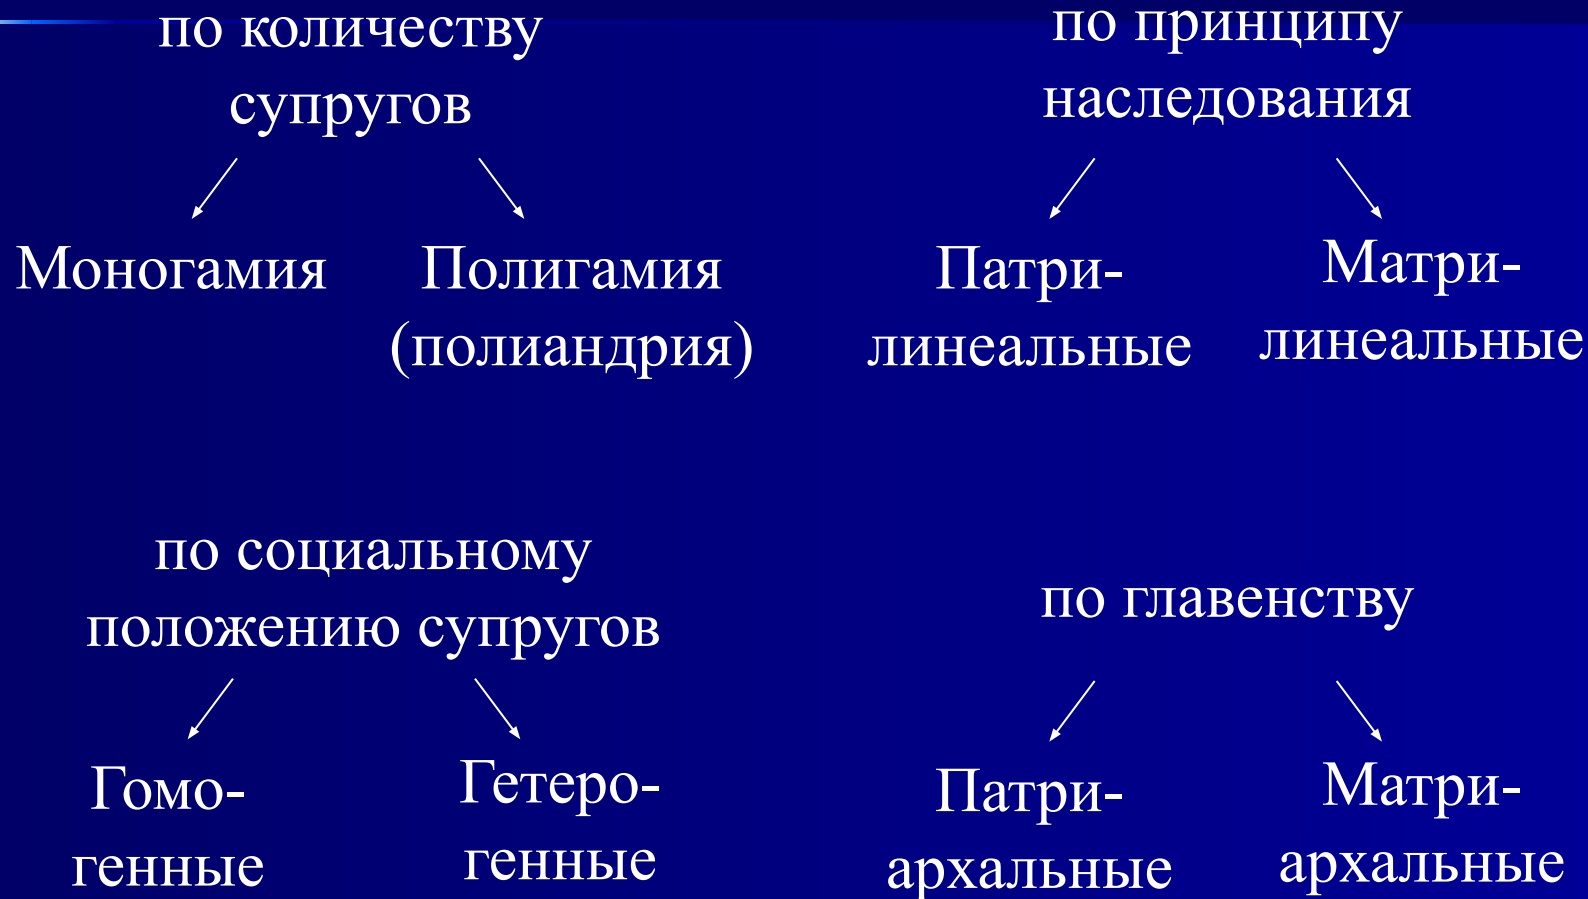 по количеству
супругов
Моногамия
Полигамия
(полиандрия)
по принципу
наследования
Патри-
линеальные
Матри-
линеальные
по социальному
положению супругов
Гомо-
генные
Гетеро-
генные
по главенству
Патри-
архальные
Матри-
архальные